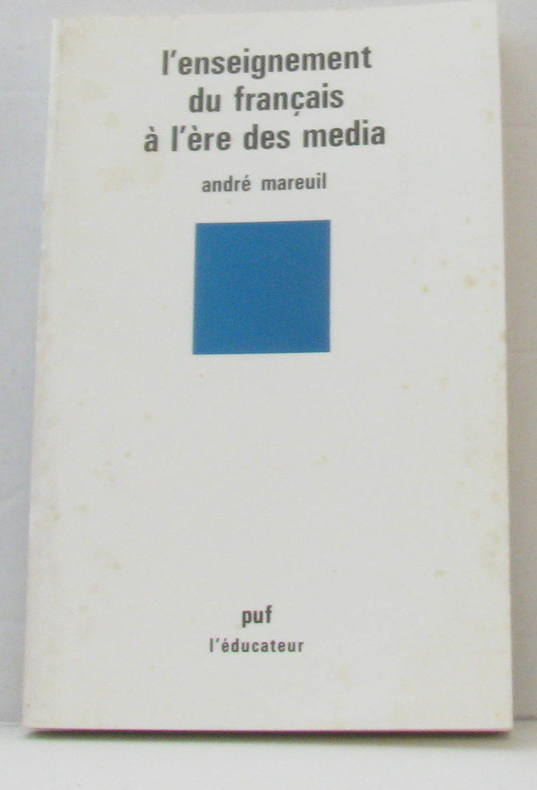 l'enseignement
du français
à l'ère des media
andré mareuil
puf
l'éducateur